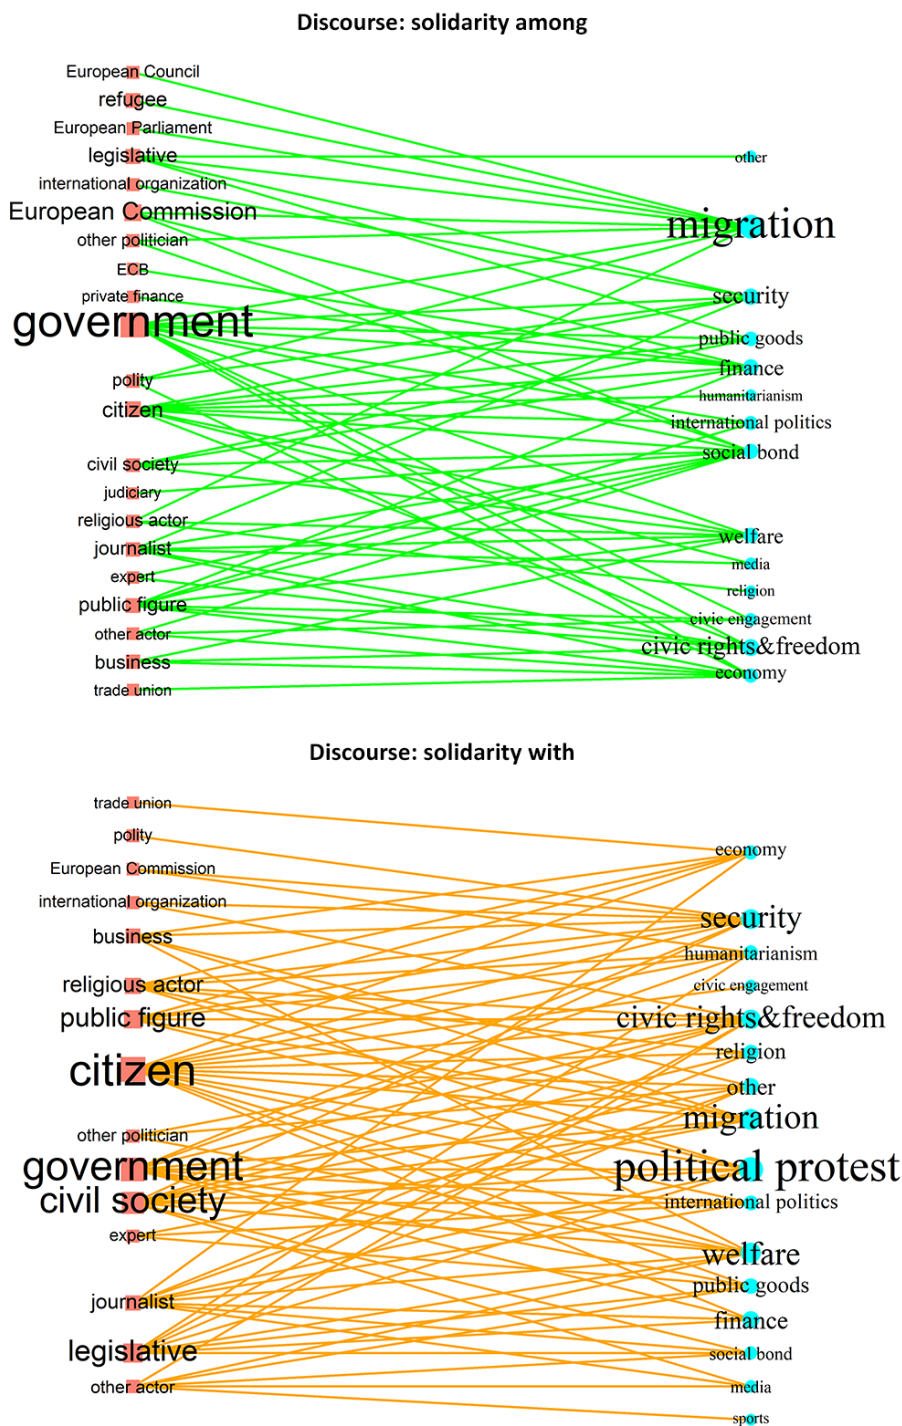 Discourse: solidarity among
European Council
refugee
European Parliament
legislative
other
international organization
European Commission
migration
other politician
ECB
private finance
security
government
public goods
finance
polity
humanitarianism
citizen
international politics
social bond
civil society
judiciary
religious actor
welfare
journalist
media
expert
religion
public figure
civic engagement
other actor
civic rights&freedom
business
economy
trade union
Discourse: solidarity with
trade union
polity
economy
European Commission
international organization
security
business
humanitarianism
religious actor
civic engagement
public figure
civic rights&freedom
religion
citizen
other
migration
other politician
government
political protest
civil society
international politics
expert
welfare
public goods
journalist
finance
legislative
social bond
other actor
media
sports